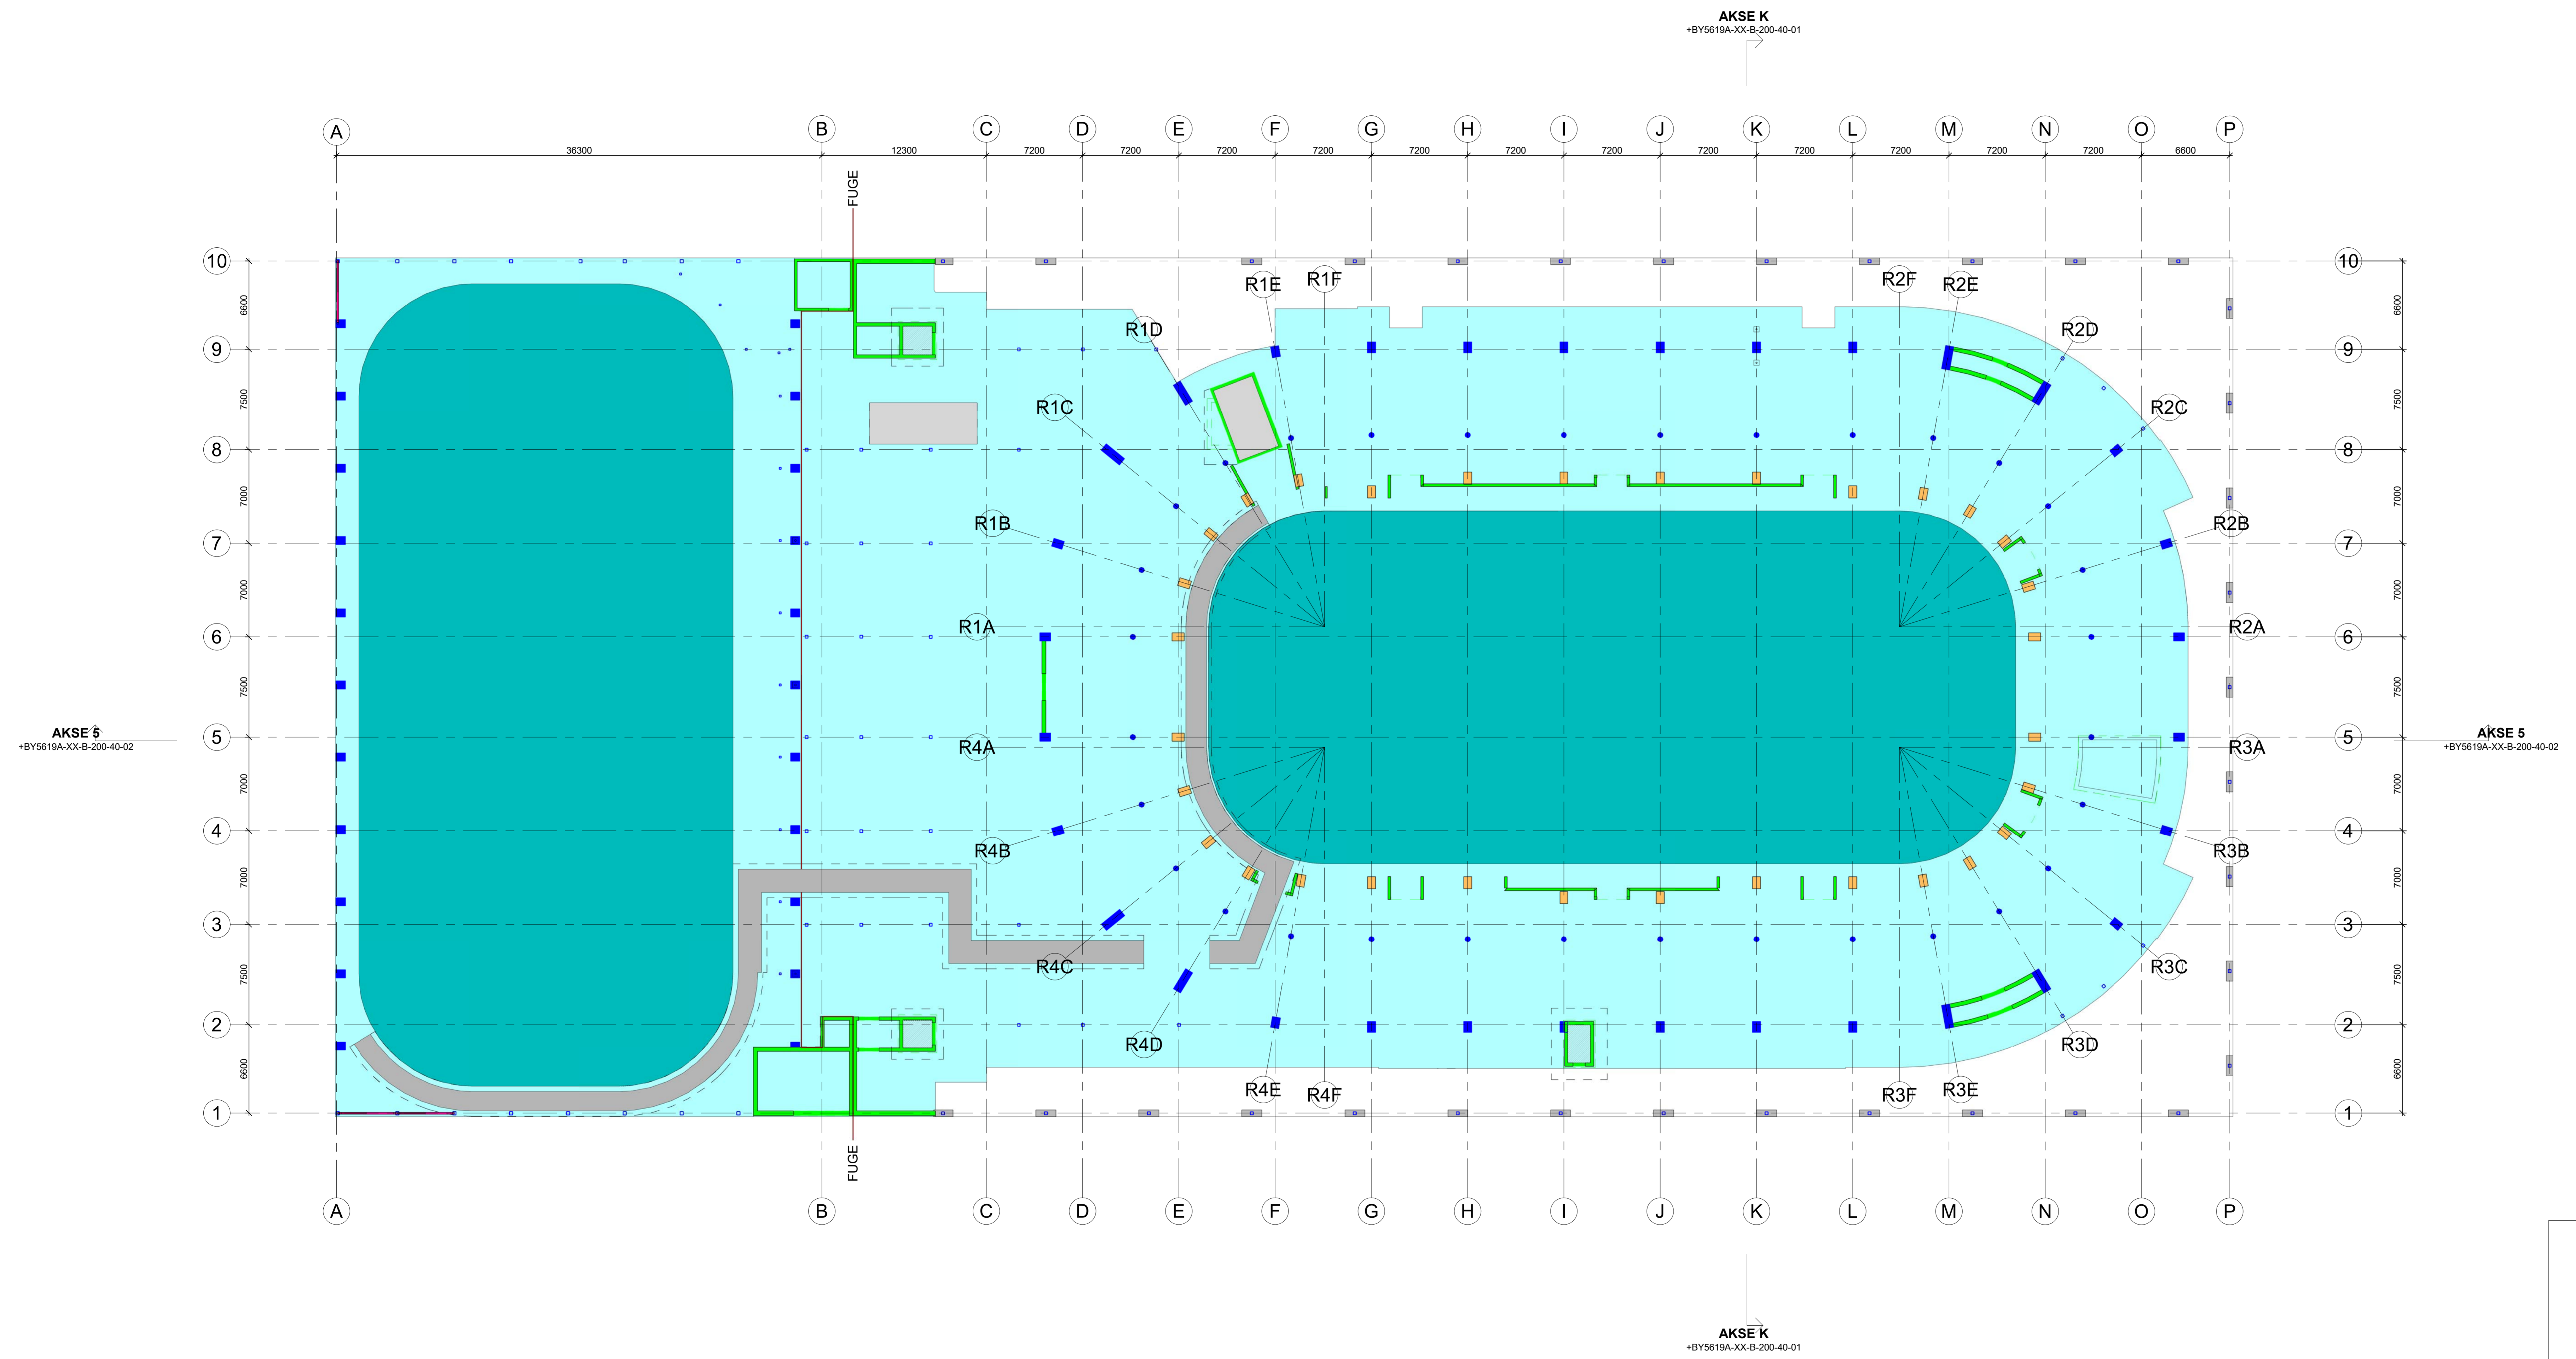 AKSE K
+BY5619A-XX-B-200-40-01
A B C D E F G H I J K L M N O P
36300 12300 7200 7200 7200 7200 7200 7200 7200 7200 7200 7200 7200 7200 6600
FUGE
10 10
R1E R1F R2F R2E
6600 6600
R1D R2D
9 9
7500 7500
R1C R2C
8 8
7000 7000
R1B R2B
7 7
7000 7000
R1A R2A
6 6
7500 7500
AKSE 5
+BY5619A-XX-B-200-40-02
AKSE 5
+BY5619A-XX-B-200-40-02
5 5
R4A R3A
7000 7000
4 4
R4B R3B
7000 7000
3 3
R4C R3C
7500 7500
2 2
R4D R3D
6600 6600
R4E R4F R3F R3E
1 1
FUGE
A B C D E F G H I J K L M N O P
AKSE K
+BY5619A-XX-B-200-40-01